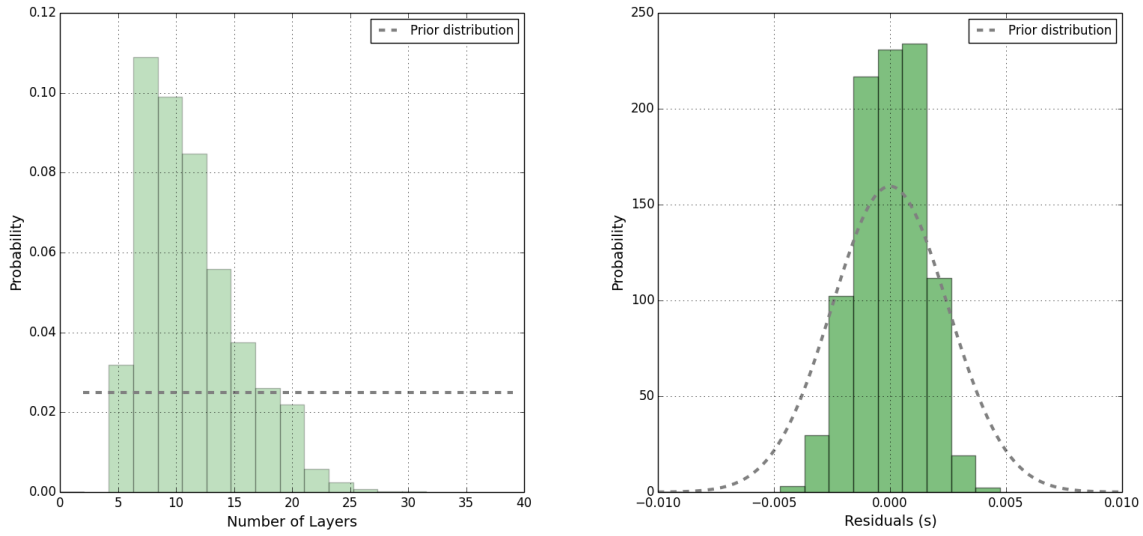 Prior distribution
0.12
0.10
0.08
0.06
0.04
0.02
0.00
Probability
0 5 10 15 20 25 30 35 40
Number of Layers
Prior distribution
250
200
150
100
50
0
Probability
−0.010 −0.005 0.000 0.005 0.010
Residuals (s)